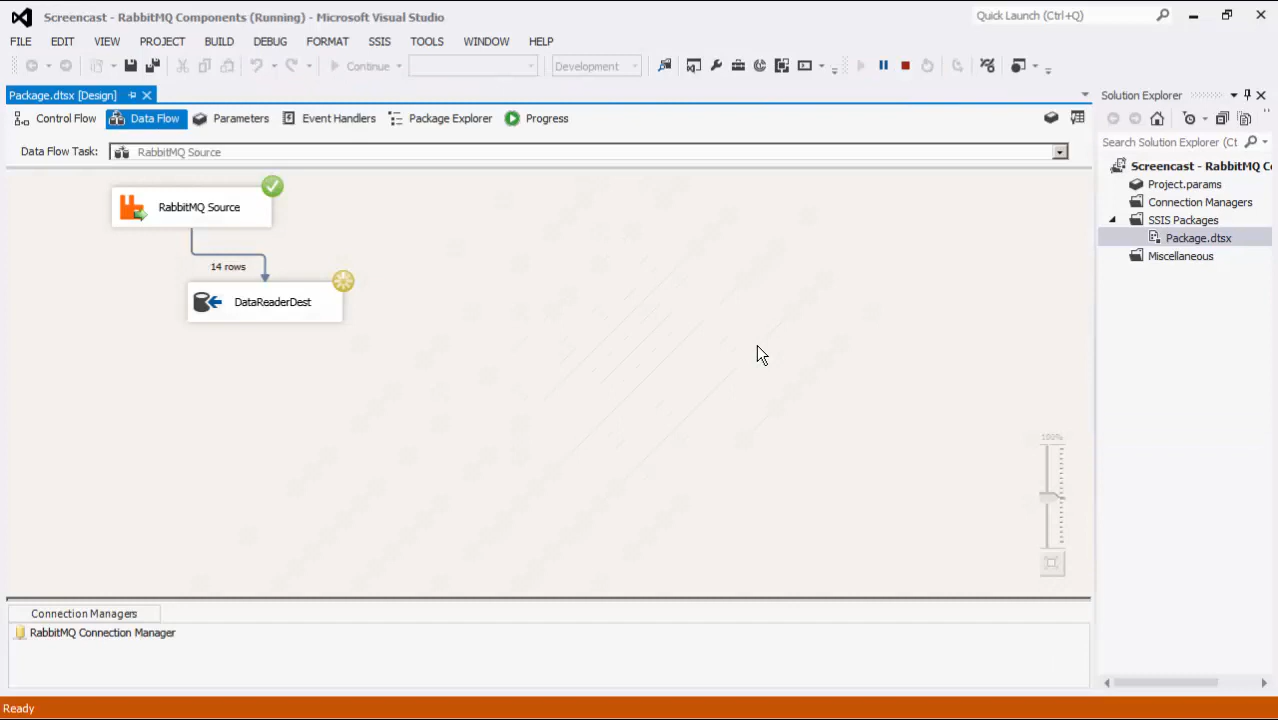 Screencast - RabbitMQ Components (Running) - Microsoft Visual Studio
Quick Launch (Ctrl+Q)
FILE EDIT VIEW PROJECT BUILD DEBUG FORMAT SSIS TOOLS WINDOW HELP
Continue Development
Package.dtsx [Design]
Solution Explorer
Control Flow Data Flow Parameters Event Handlers Package Explorer Progress
Search Solution Explorer (Ct
Data Flow Task: RabbitMQ Source
Screencast - RabbitMQ Co
Project.params
Connection Managers
SSIS Packages
Package.dtsx
Miscellaneous
RabbitMQ Source
14 rows
DataReaderDest
100%
Connection Managers
RabbitMQ Connection Manager
Ready